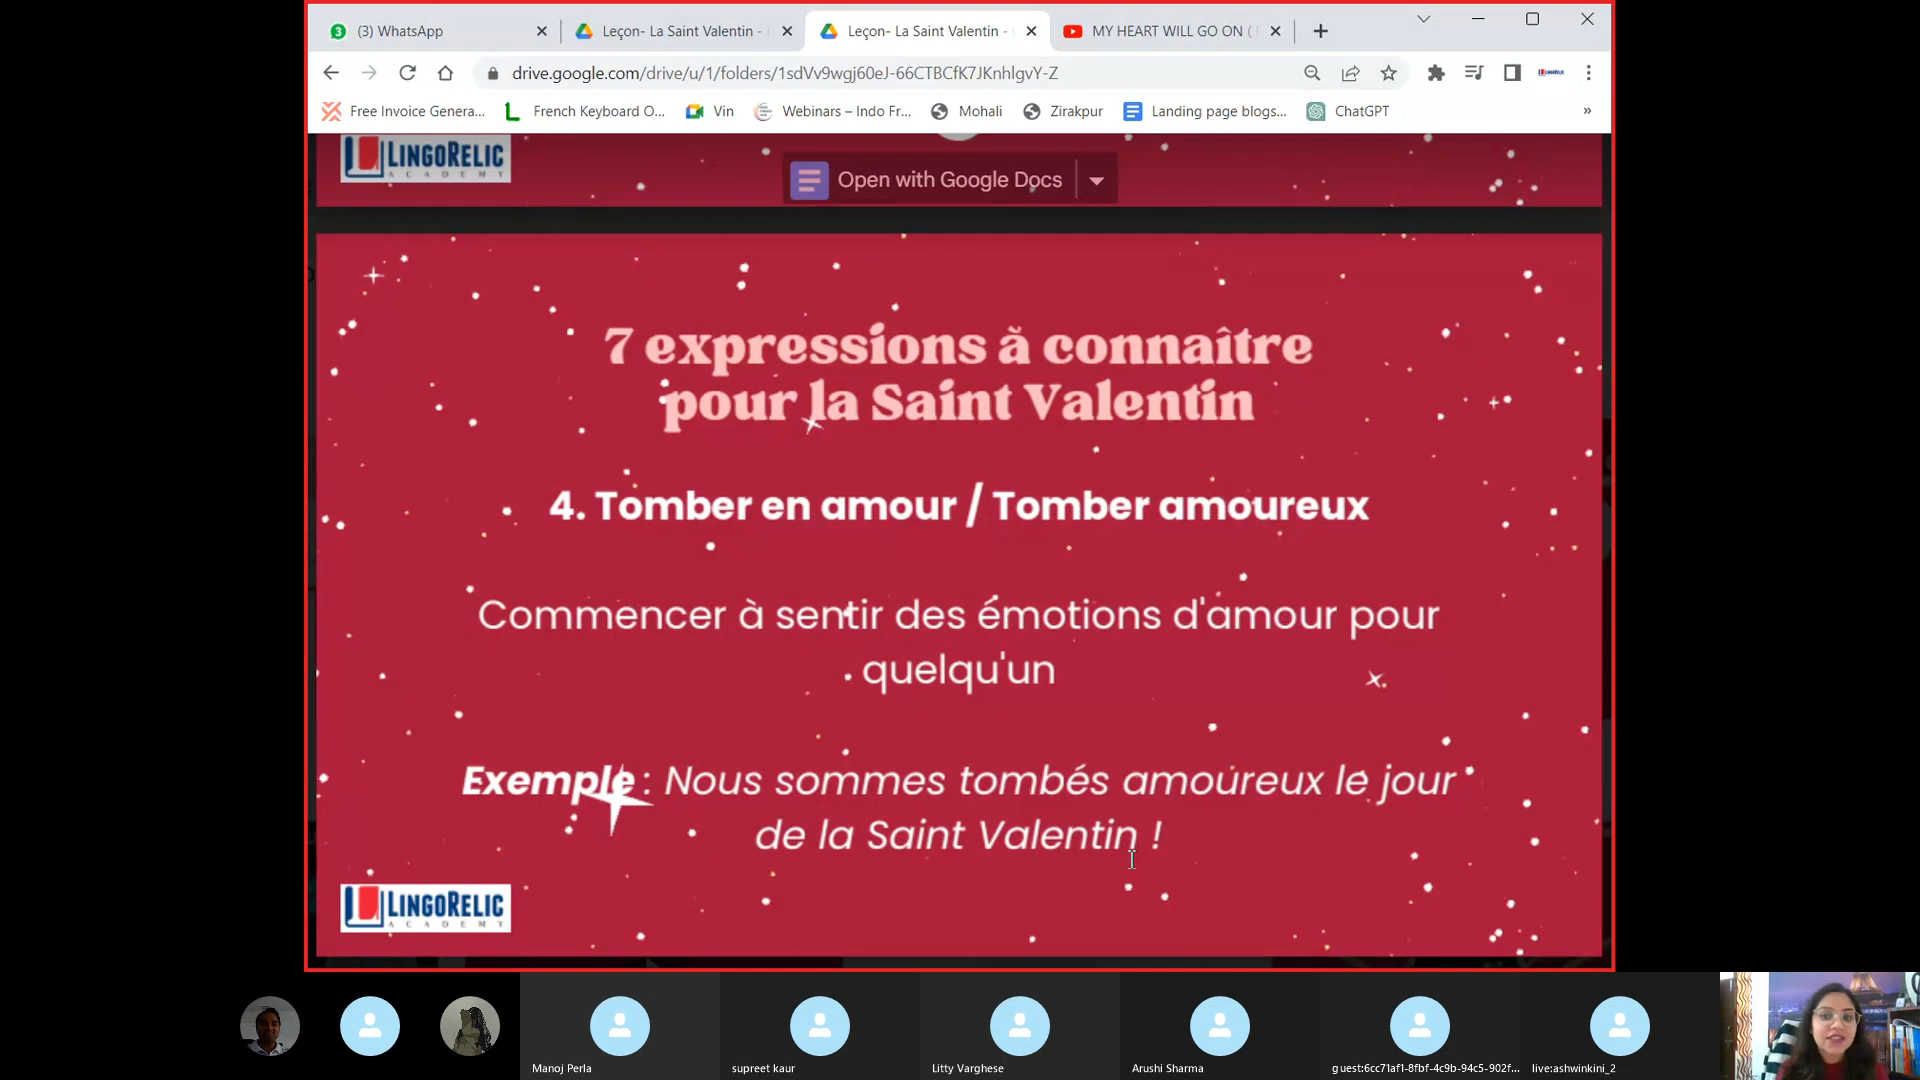 (3) WhatsApp
Leçon- La Saint Valentin -
Leçon- La Saint Valentin -
MY HEART WILL GO ON (
drive.google.com/drive/u/1/folders/1sdVv9wgj60eJ-66CTBCfK7JKnhlgvY-Z
Free Invoice Genera...
French Keyboard O...
Vin
Webinars – Indo Fr...
Mohali
Zirakpur
Landing page blogs...
ChatGPT
»
LINGORELIC
ACADEMY
Open with Google Docs
7 expressions à connaître
pour la Saint Valentin
4. Tomber en amour / Tomber amoureux
Commencer à sentir des émotions d'amour pour
quelqu'un
Exemple : Nous sommes tombés amoureux le jour
de la Saint Valentin !
LINGORELIC
ACADEMY
Manoj Perla
supreet kaur
Litty Varghese
Arushi Sharma
guest:6cc71af1-8fbf-4c9b-94c5-902f...
live:ashwinkini_2